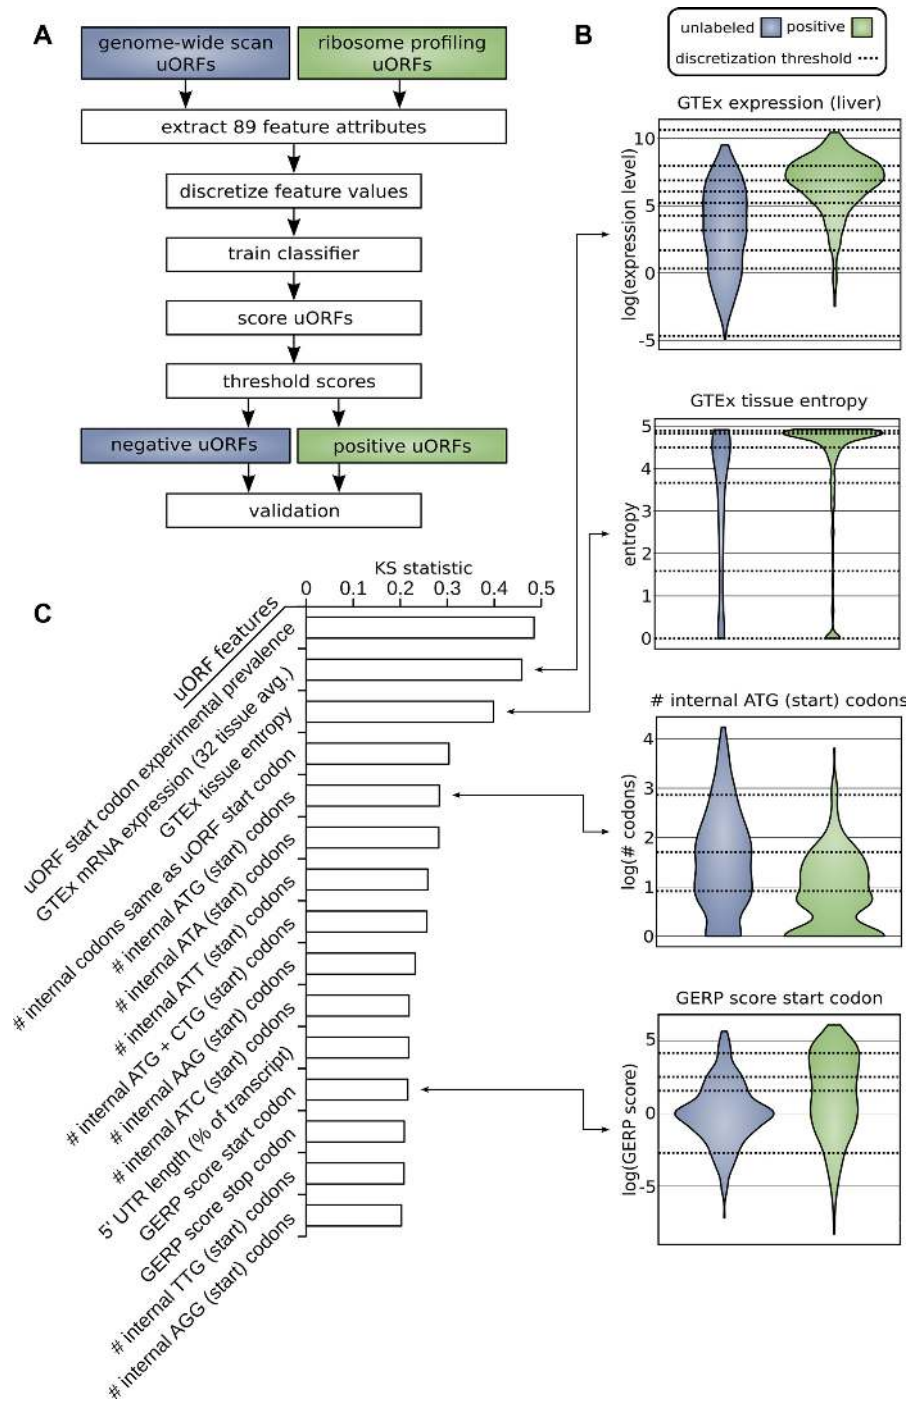 A
genome-wide scan
uORFs
ribosome profiling
uORFs
extract 89 feature attributes
discretize feature values
train classifier
score uORFs
threshold scores
negative uORFs
positive uORFs
validation
B
unlabeled
positive
discretization threshold
GTEx expression (liver)
log(expression level)
10
5
0
-5
GTEx tissue entropy
entropy
5
4
3
2
1
0
# internal ATG (start) codons
log(# codons)
4
3
2
1
0
GERP score start codon
log(GERP score)
5
0
-5
C
KS statistic
0 0.1 0.2 0.3 0.4 0.5
uORF features
uORF start codon experimental prevalence
GTEx mRNA expression (32 tissue avg.)
GTEx tissue entropy
# internal codons same as uORF start codon
# internal ATG (start) codons
# internal ATA (start) codons
# internal ATT (start) codons
# internal ATG + CTG (start) codons
# internal AAG (start) codons
# internal ATC (start) codons
5' UTR length (% of transcript)
GERP score start codon
GERP score stop codon
# internal TTG (start) codons
# internal AGG (start) codons